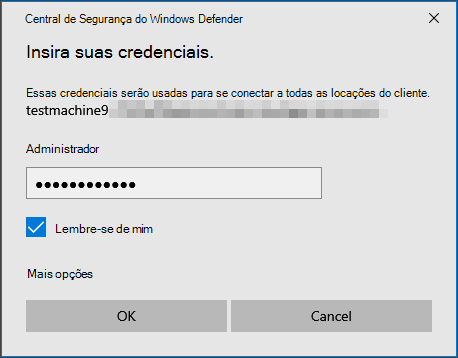 Central de Segurança do Windows Defender
Insira suas credenciais.
Essas credenciais serão usadas para se conectar a todas as locações do cliente.
testmachine9
Administrador
●●●●●●●●●●●●
Lembre-se de mim
Mais opções
OK
Cancel